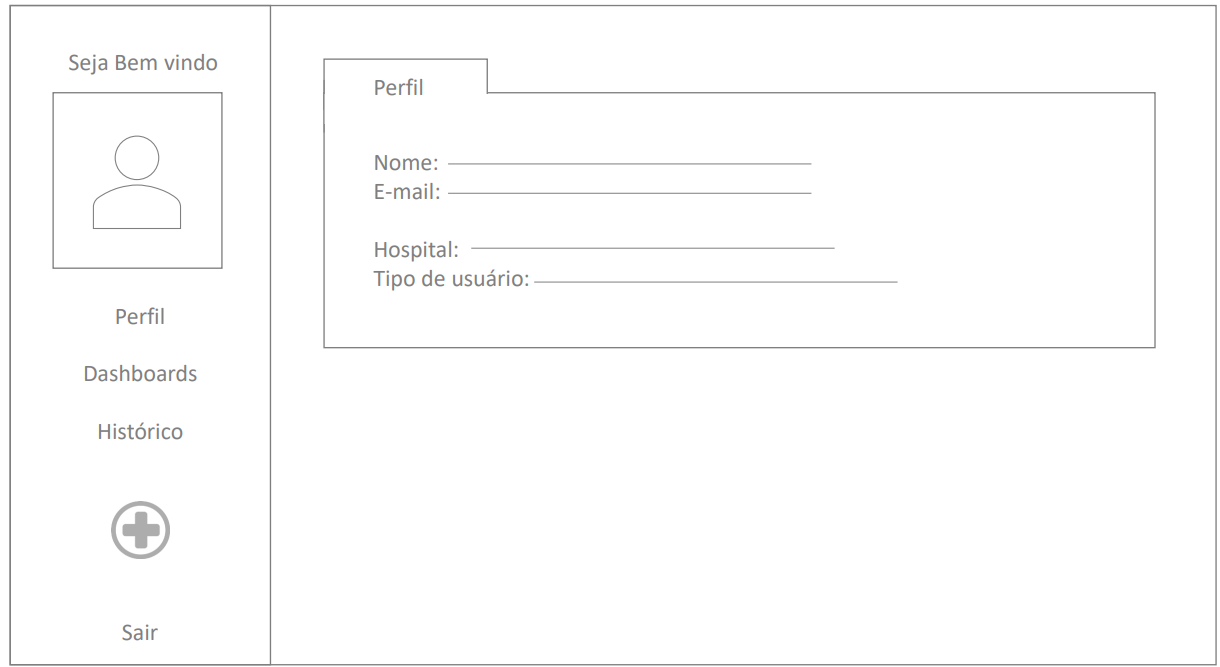 Seja Bem vindo
Perfil
Dashboards
Histórico
Sair
Perfil
Nome:
E-mail:
Hospital:
Tipo de usuário: